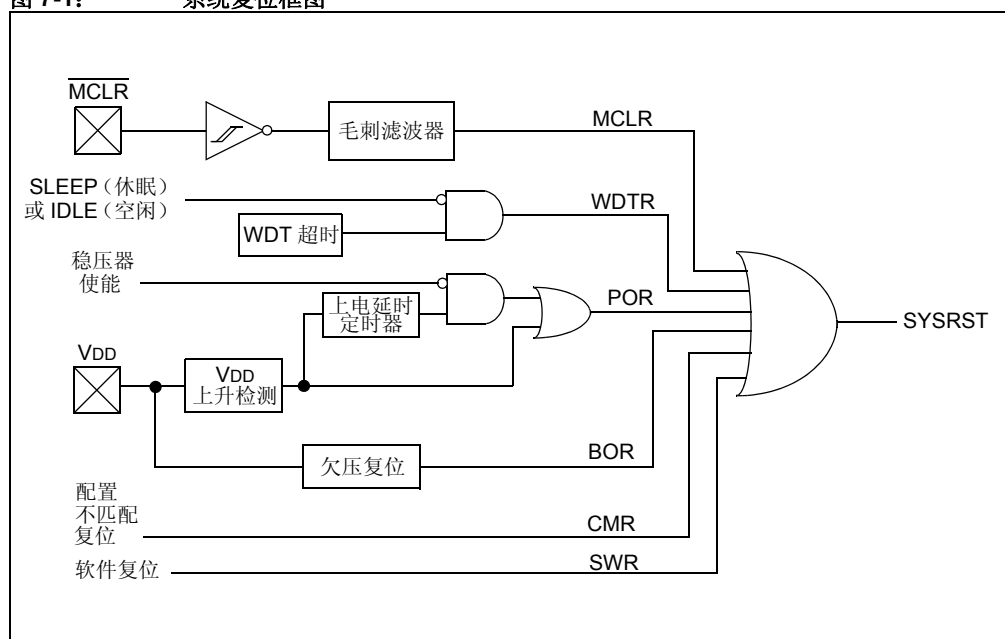 图 7-1： 系统复位框图
MCLR
毛刺滤波器
MCLR
SLEEP（休眠）
或 IDLE（空闲）
WDT 超时
WDTR
稳压器
使能
上电延时
定时器
POR
SYSRST
VDD
VDD
上升检测
欠压复位
BOR
配置
不匹配
复位
CMR
软件复位
SWR